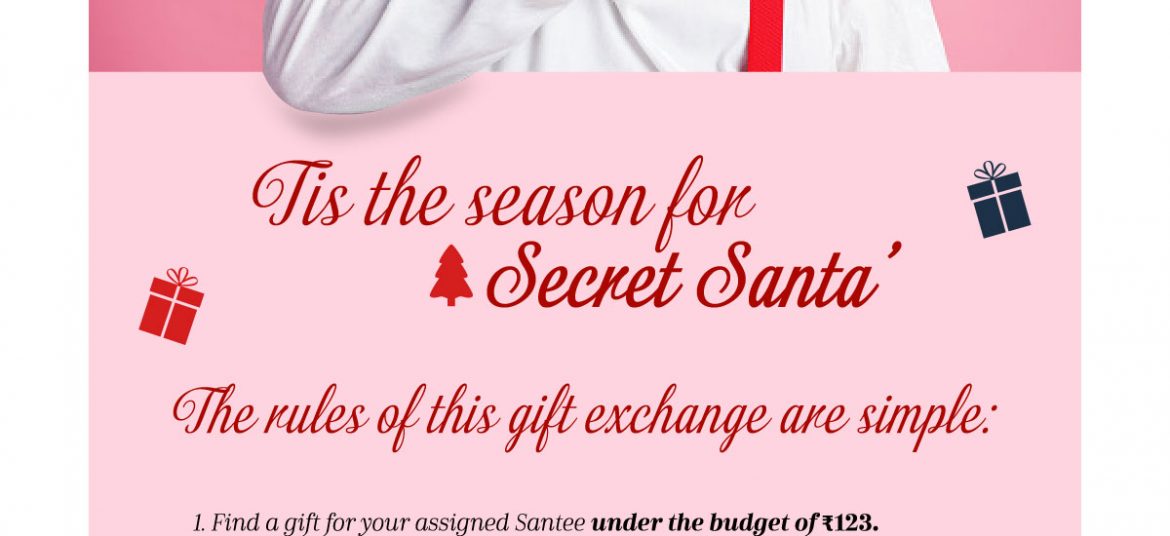 Tis the season for
Secret Santa’
The rules of this gift exchange are simple:
1. Find a gift for your assigned Santee under the budget of ₹123.